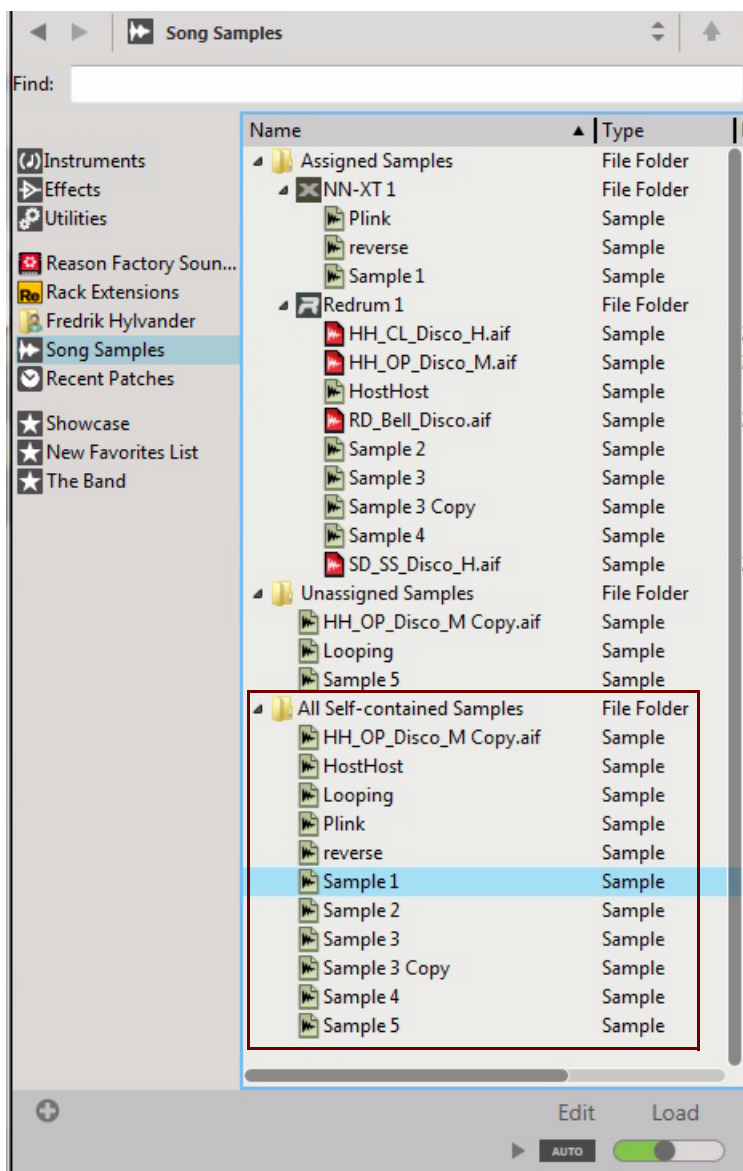 Song Samples
Find:
Name Type
(J)Instruments
Effects
Utilities
Reason Factory Soun...
Re Rack Extensions
Fredrik Hylvander
Song Samples
Recent Patches
Showcase
New Favorites List
The Band
Assigned Samples File Folder
NN-XT 1 File Folder
Plink Sample
reverse Sample
Sample 1 Sample
Redrum 1 File Folder
HH_CL_Disco_H.aif Sample
HH_OP_Disco_M.aif Sample
HostHost Sample
RD_Bell_Disco.aif Sample
Sample 2 Sample
Sample 3 Sample
Sample 3 Copy Sample
Sample 4 Sample
SD_SS_Disco_H.aif Sample
Unassigned Samples File Folder
HH_OP_Disco_M Copy.aif Sample
Looping Sample
Sample 5 Sample
All Self-contained Samples File Folder
HH_OP_Disco_M Copy.aif Sample
HostHost Sample
Looping Sample
Plink Sample
reverse Sample
Sample 1 Sample
Sample 2 Sample
Sample 3 Sample
Sample 3 Copy Sample
Sample 4 Sample
Sample 5 Sample
Edit Load
AUTO